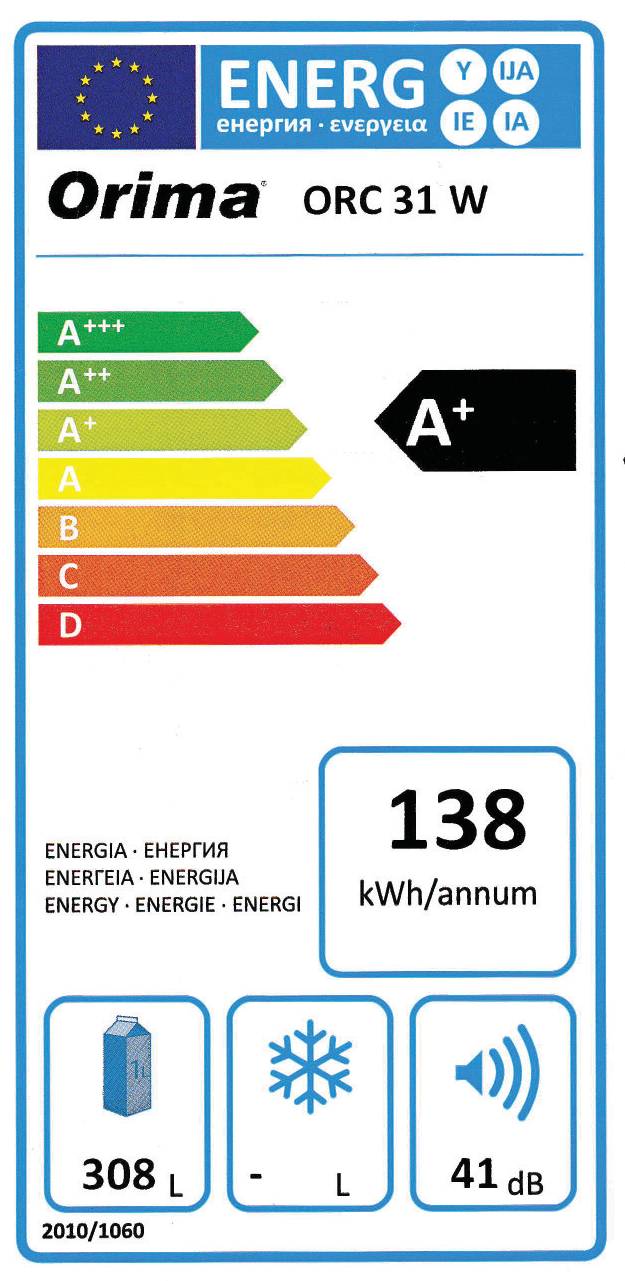 ENERG Y IJA
енергия · ενεργεια IE IA
Orima® ORC 31 W
A+++
A++
A+
A+
A
B
C
D
138
kWh/annum
ENERGIA · ЕНЕРГИЯ
ΕΝΕΡΓΕΙΑ · ENERGIJA
ENERGY · ENERGIE · ENERGI
1L
308 L
- L
41 dB
2010/1060